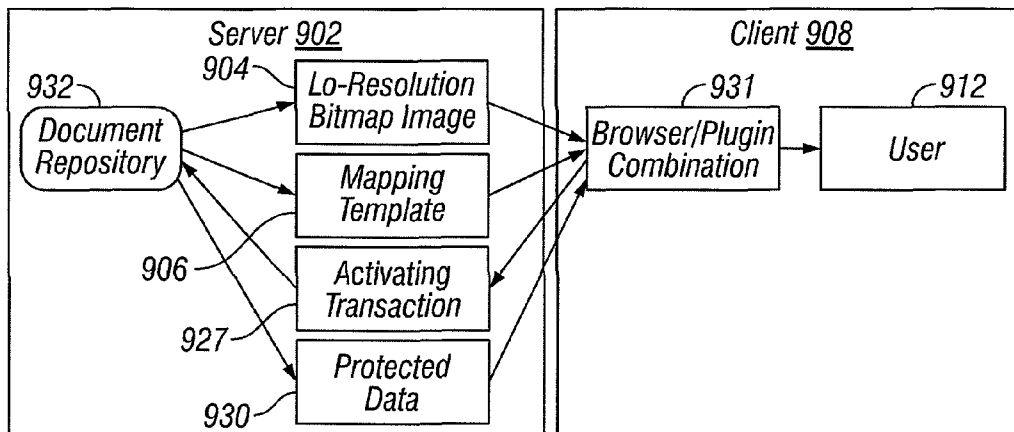 Server 902
Client 908
904
932
Document
Repository
Lo-Resolution
Bitmap Image
Mapping
Template
906
Activating
Transaction
927
Protected
Data
930
931
Browser/Plugin
Combination
912
User